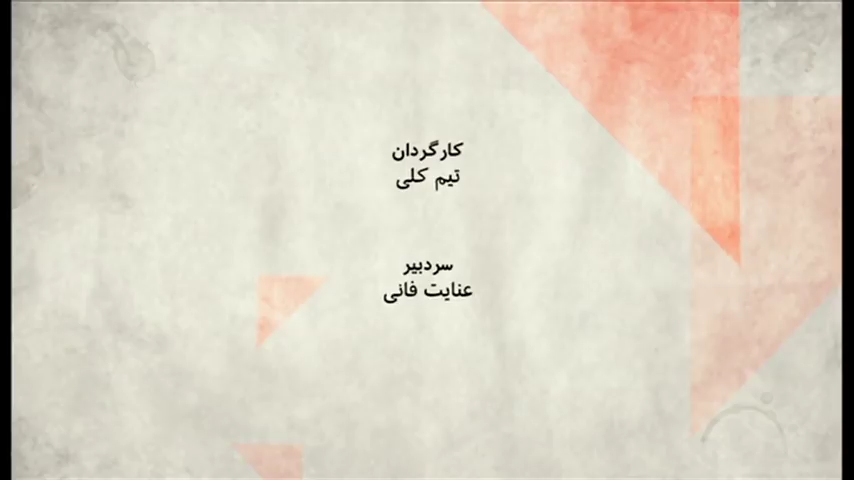 کارگردان
تیم کلی
سردبیر
عنایت فانی